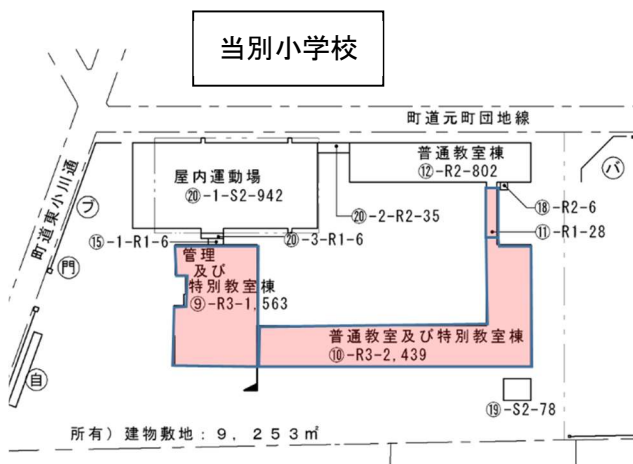 当別小学校
町道元町団地線
町道東小川通
プ
門
自
バ
屋内運動場
⑳-1-S2-942
普通教室棟
⑫-R2-802
⑱-R2-6
⑳-2-R2-35
⑪-R1-28
⑮-1-R1-6
⑳-3-R1-6
管理
及び
特別教室棟
⑨-R3-1,563
普通教室及び特別教室棟
⑩-R3-2,439
⑲-S2-78
所有）建物敷地：9，253㎡